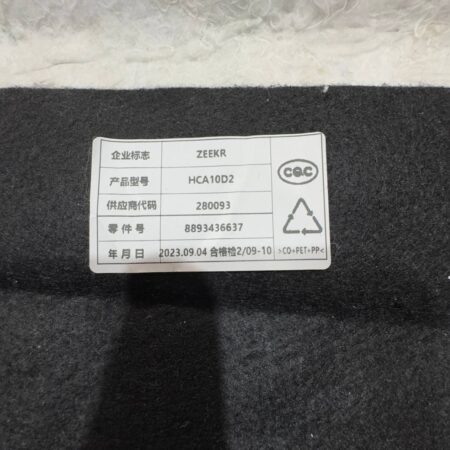 企业标志 ZEEKR
产品型号 HCA10D2
供应商代码 280093
零件号 8893436637
年月日 2023.09.04 合格检2/09-10
CQC
>CO+PET+PP<